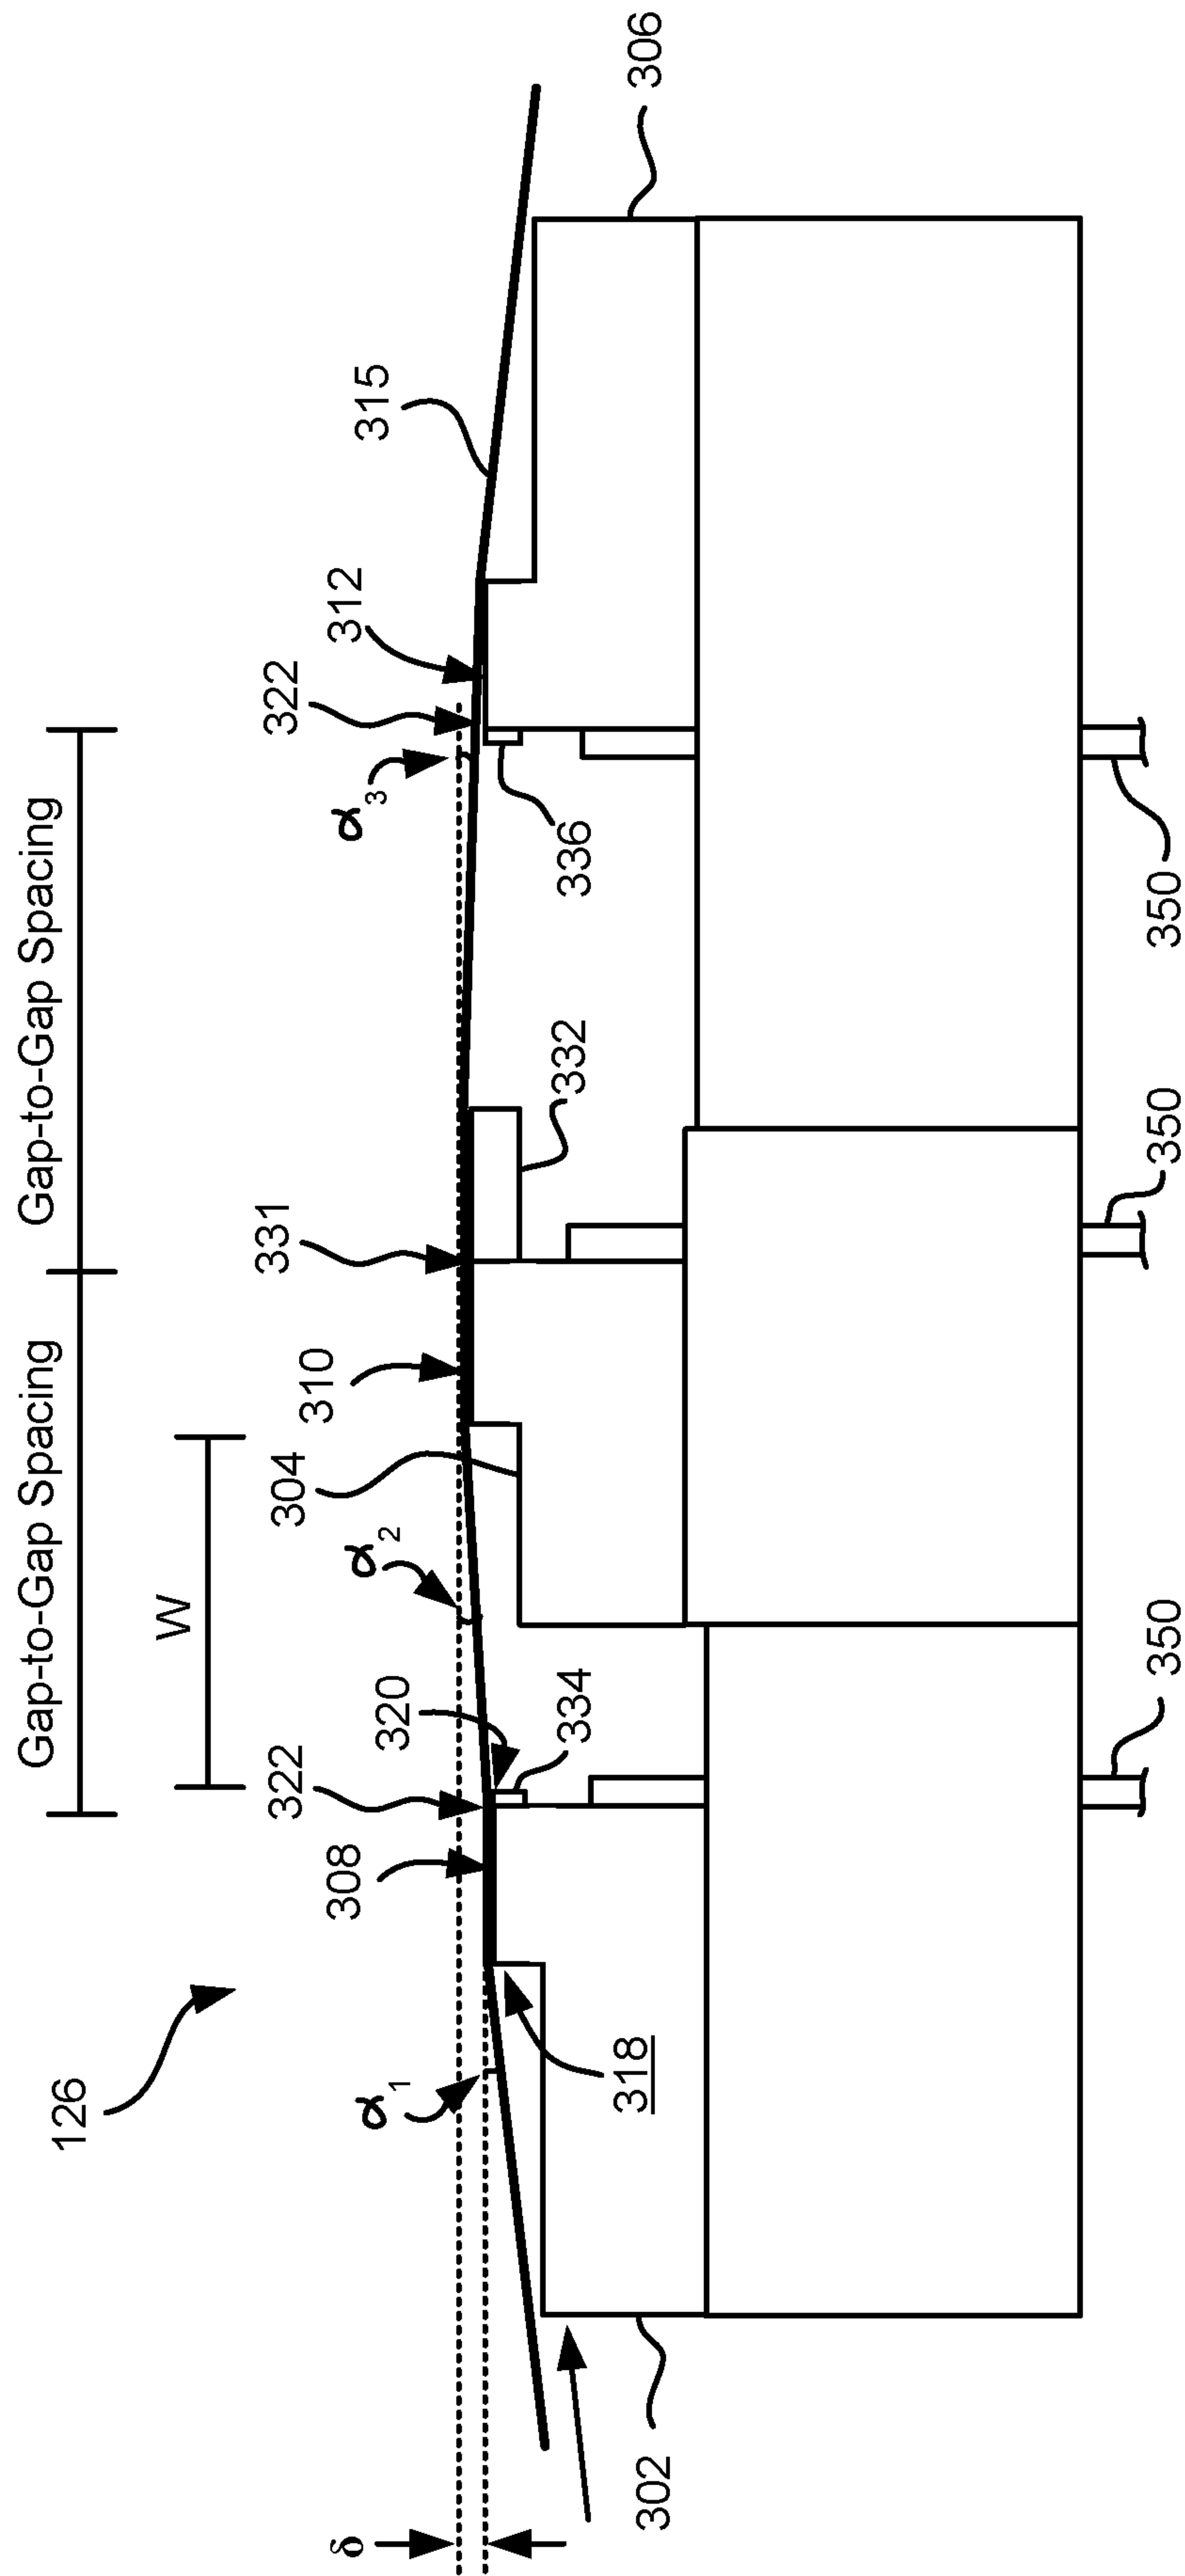 Gap-to-Gap Spacing
Gap-to-Gap Spacing
W
126
δ
α1
308
322
320
334
α2
304
310
331
332
α3
322
312
336
315
306
318
302
350
350
350